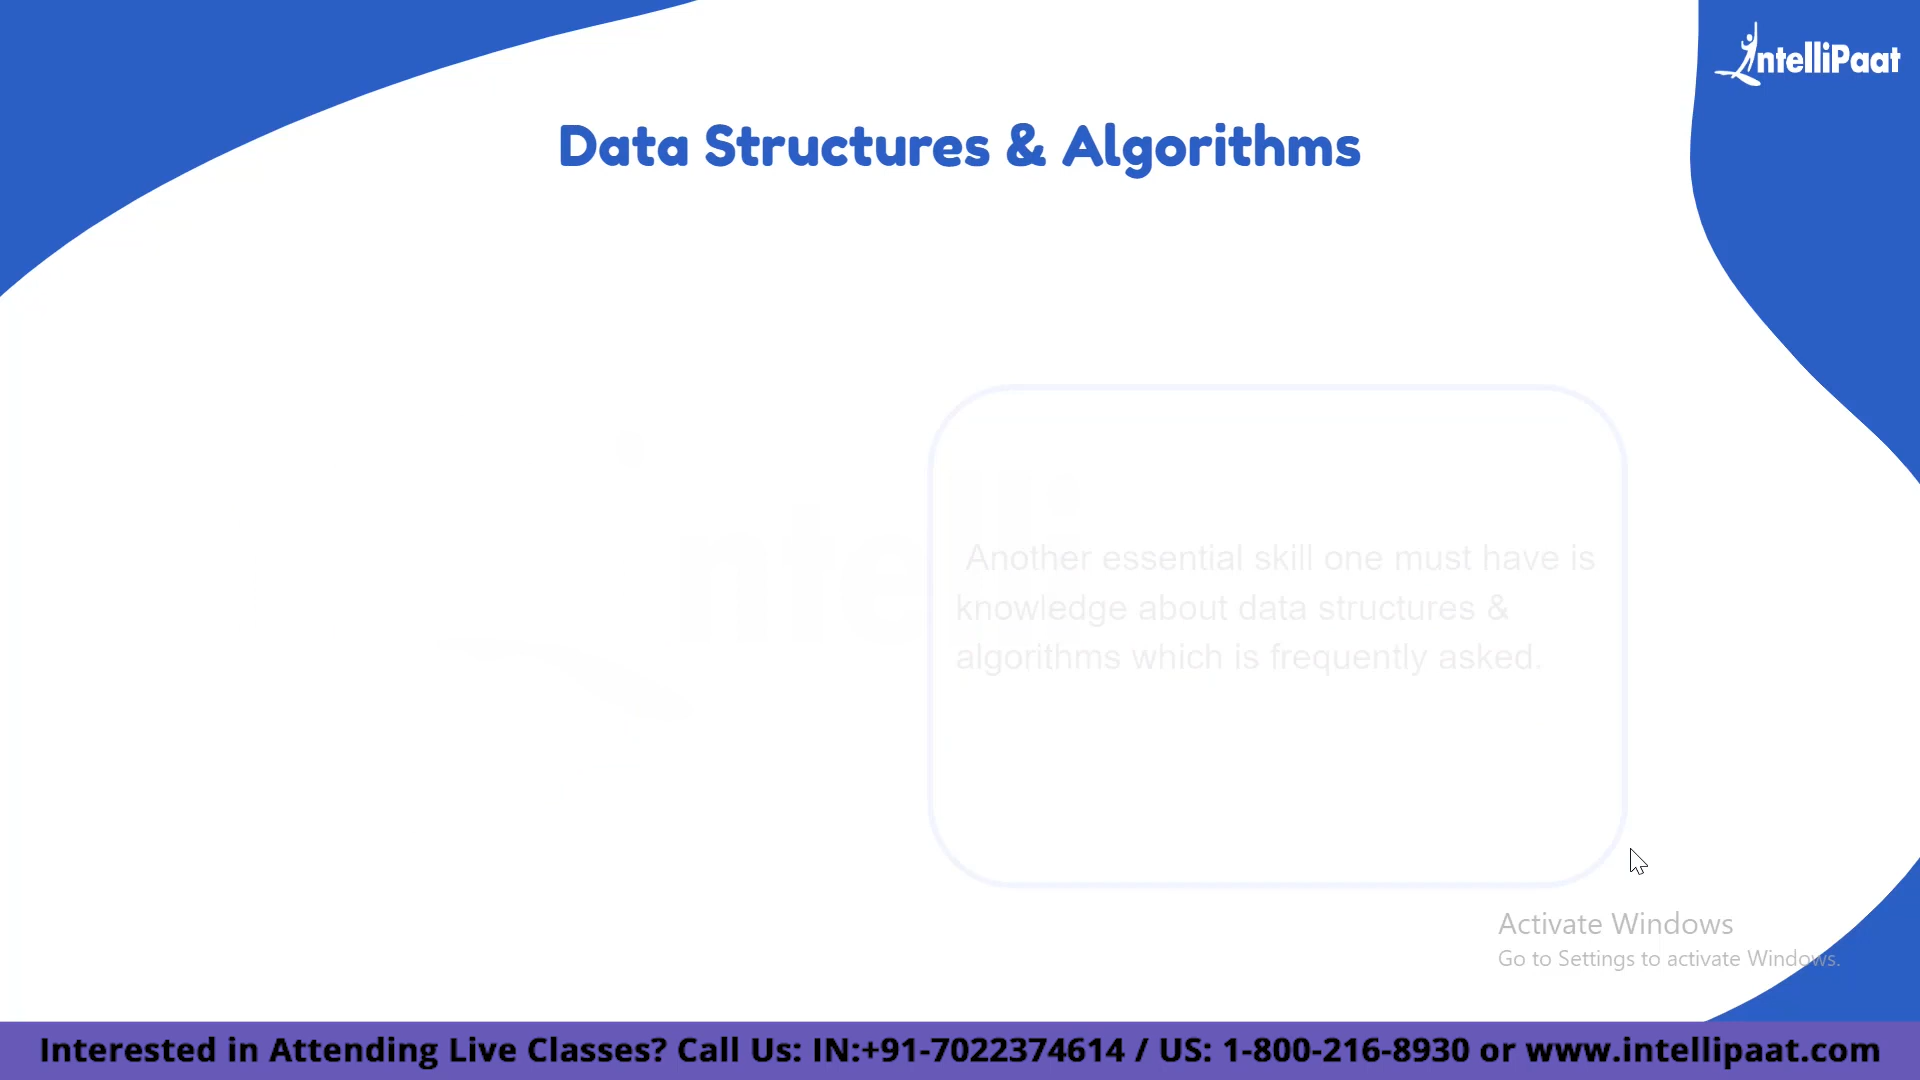 IntelliPaat
Data Structures & Algorithms
Another essential skill one must have is
knowledge about data structures &
algorithms which is frequently asked.
Activate Windows
Go to Settings to activate Windows.
Interested in Attending Live Classes? Call Us: IN:+91-7022374614 / US: 1-800-216-8930 or www.intellipaat.com